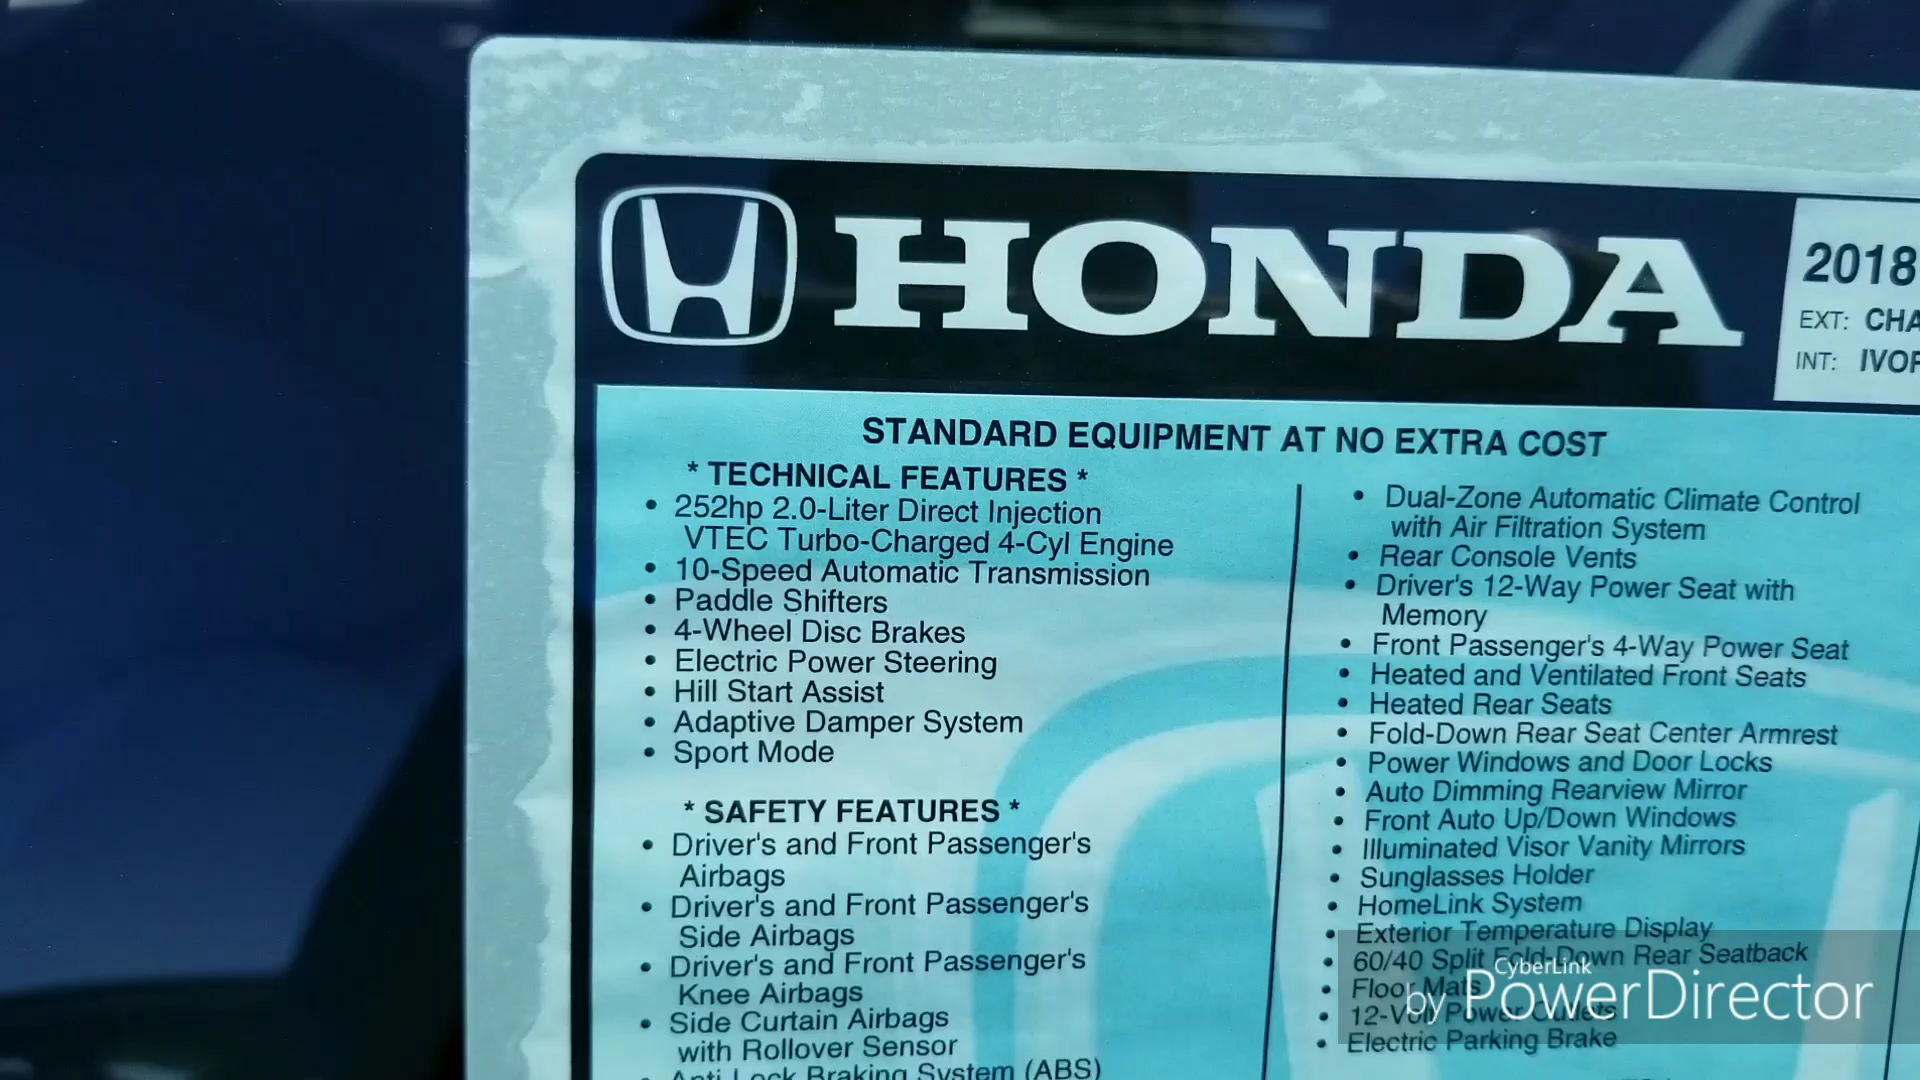 HONDA
2018
EXT: CHA
INT: IVOR
STANDARD EQUIPMENT AT NO EXTRA COST
* TECHNICAL FEATURES *
• 252hp 2.0-Liter Direct Injection
VTEC Turbo-Charged 4-Cyl Engine
• 10-Speed Automatic Transmission
• Paddle Shifters
• 4-Wheel Disc Brakes
• Electric Power Steering
• Hill Start Assist
• Adaptive Damper System
• Sport Mode
* SAFETY FEATURES *
• Driver's and Front Passenger's
Airbags
• Driver's and Front Passenger's
Side Airbags
• Driver's and Front Passenger's
Knee Airbags
• Side Curtain Airbags
with Rollover Sensor
• Anti-Lock Braking System (ABS)
• Dual-Zone Automatic Climate Control
with Air Filtration System
• Rear Console Vents
• Driver's 12-Way Power Seat with
Memory
• Front Passenger's 4-Way Power Seat
• Heated and Ventilated Front Seats
• Heated Rear Seats
• Fold-Down Rear Seat Center Armrest
• Power Windows and Door Locks
• Auto Dimming Rearview Mirror
• Front Auto Up/Down Windows
• Illuminated Visor Vanity Mirrors
• Sunglasses Holder
• HomeLink System
• Exterior Temperature Display
• 60/40 Split Fold-Down Rear Seatback
• Floor Mats
• 12-Volt Power Outlets
• Electric Parking Brake
CyberLink
by PowerDirector